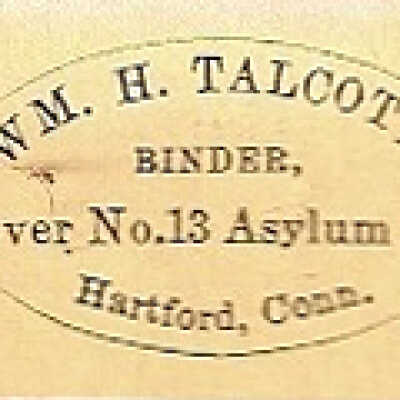 WM. H. TALCOT
BINDER,
ver No.13 Asylum
Hartford, Conn.